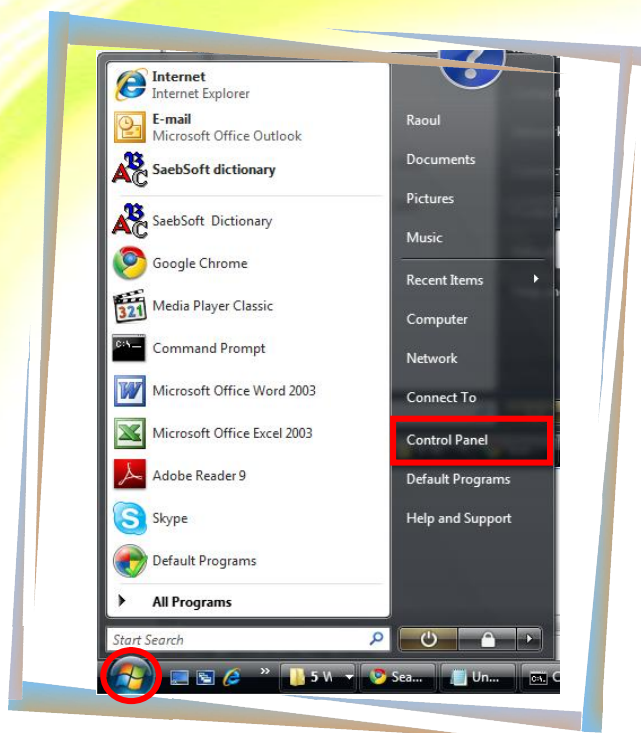 Internet
Internet Explorer
E-mail
Microsoft Office Outlook
SaebSoft dictionary
SaebSoft Dictionary
Google Chrome
Media Player Classic
321
C:\
Command Prompt
Microsoft Office Word 2003
Microsoft Office Excel 2003
Adobe Reader 9
Skype
Default Programs
All Programs
Start Search
Raoul
Documents
Pictures
Music
Recent Items
Computer
Network
Connect To
Control Panel
Default Programs
Help and Support
5 W
Sea...
Un...
C:\